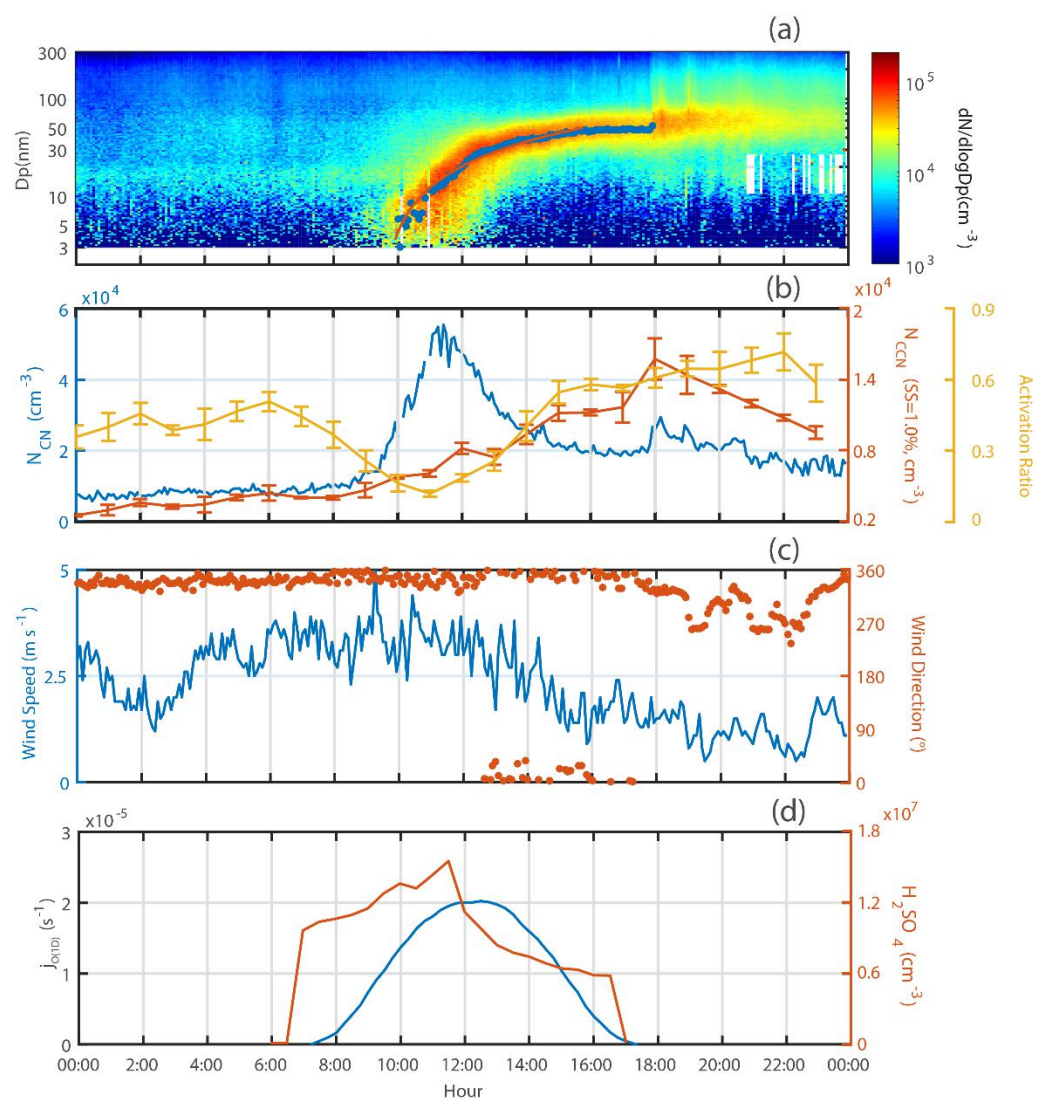 (a)
300
100
50
30
10
5
3
Dp(nm)
10^5
10^4
10^3
dN/dlogDp(cm^-3)
(b)
x10^4
6
4
2
0
N_CN (cm^-3)
x10^4
2
1.4
0.8
0.2
N_CCN (SS=1.0%, cm^-3)
0.9
0.6
0.3
0
Activation Ratio
(c)
5
2.5
0
Wind Speed (m s^-1)
360
270
180
90
0
Wind Direction (°)
(d)
x10^-5
3
2
1
0
j_O(1D) (s^-1)
x10^7
1.8
1.2
0.6
0
H_2SO_4 (cm^-3)
00:00 2:00 4:00 6:00 8:00 10:00 12:00 14:00 16:00 18:00 20:00 22:00 00:00
Hour